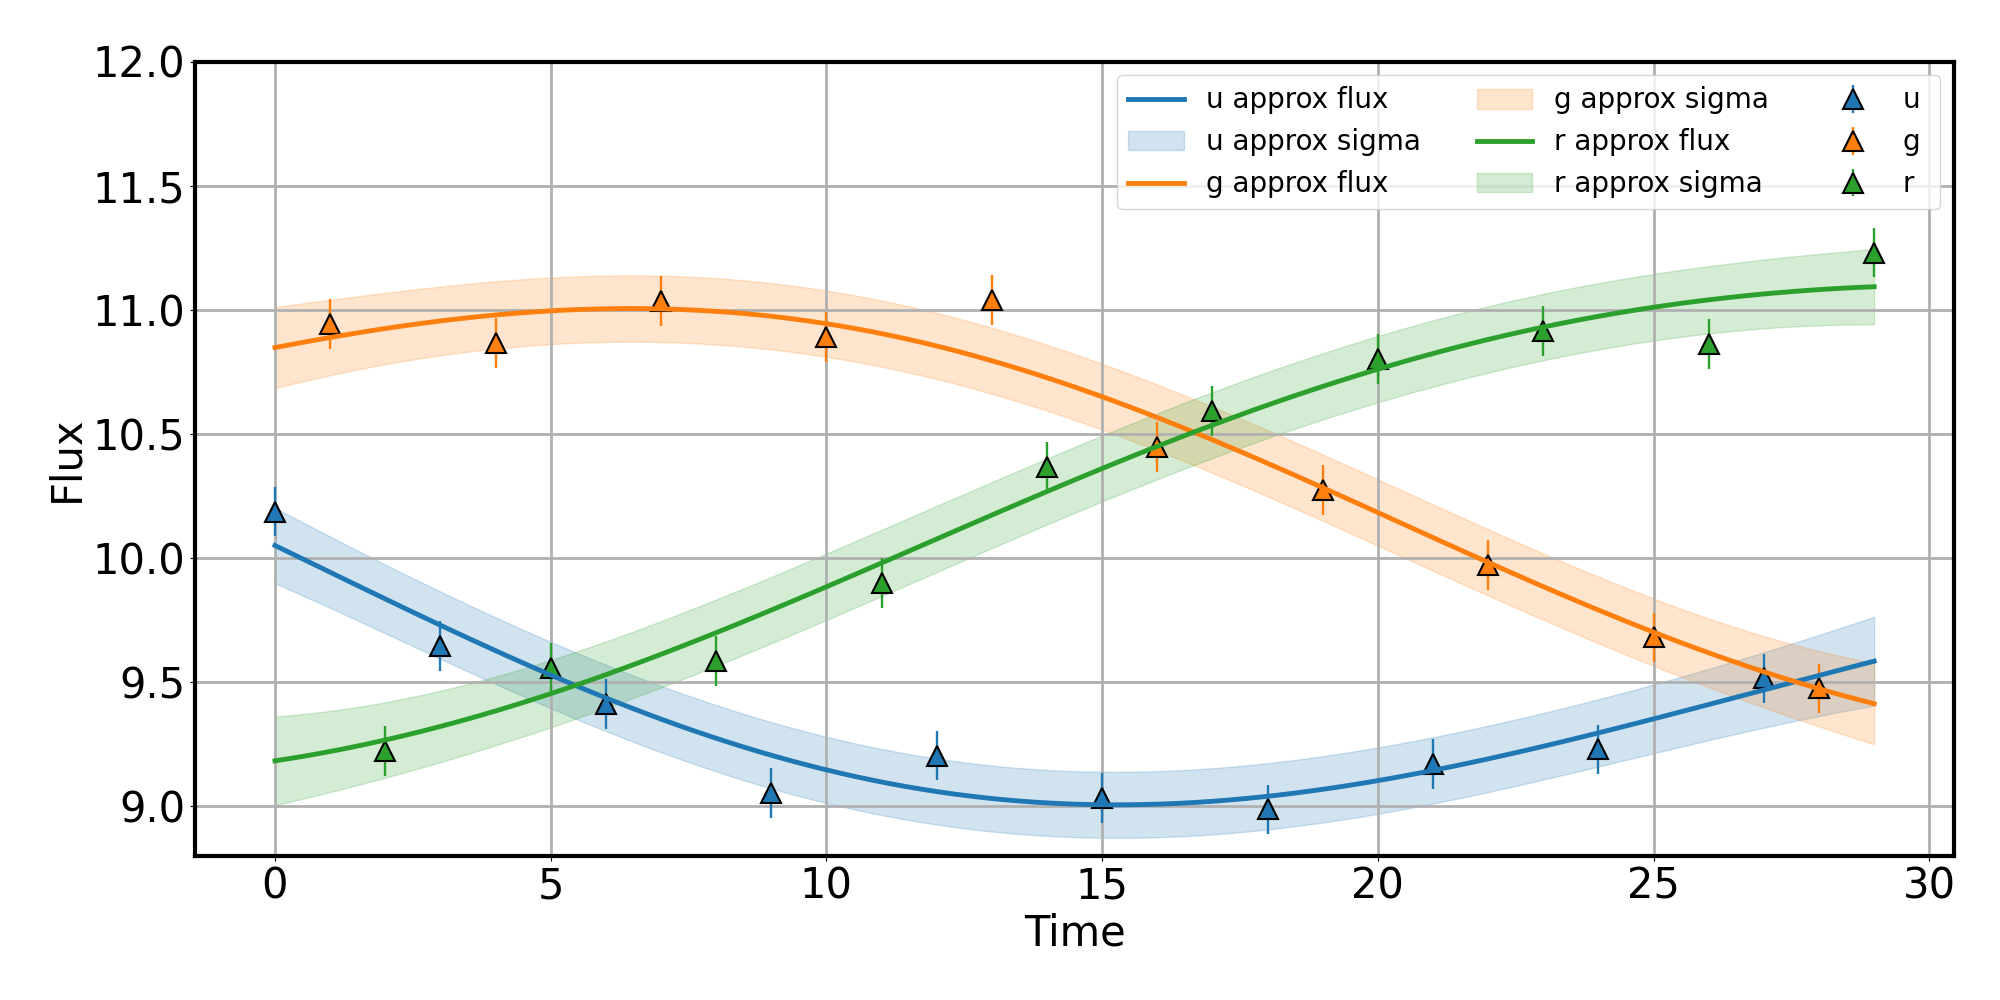 12.0
11.5
11.0
10.5
10.0
9.5
9.0
Flux
0 5 10 15 20 25 30
Time
u approx flux
u approx sigma
g approx flux
g approx sigma
r approx flux
r approx sigma
u
g
r